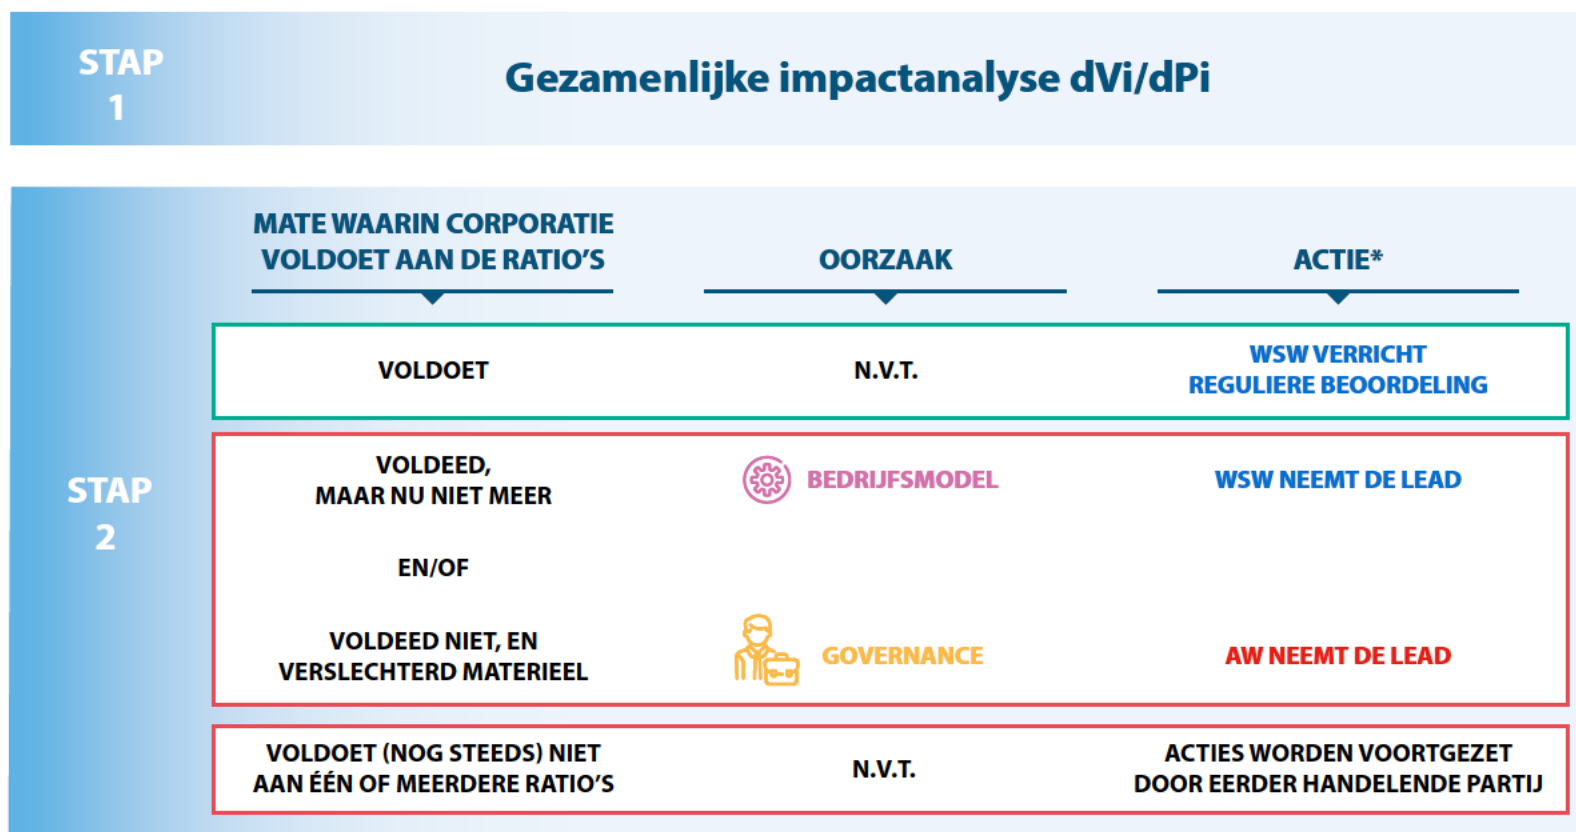 STAP
1
Gezamenlijke impactanalyse dVi/dPi
STAP
2
MATE WAARIN CORPORATIE
VOLDOET AAN DE RATIO'S
OORZAAK
ACTIE*
VOLDOET
N.V.T.
WSW VERRICHT
REGULIERE BEOORDELING
VOLDEED,
MAAR NU NIET MEER
BEDRIJFSMODEL
WSW NEEMT DE LEAD
EN/OF
VOLDEED NIET, EN
VERSLECHTERD MATERIEEL
GOVERNANCE
AW NEEMT DE LEAD
VOLDOET (NOG STEEDS) NIET
AAN ÉÉN OF MEERDERE RATIO'S
N.V.T.
ACTIES WORDEN VOORTGEZET
DOOR EERDER HANDELENDE PARTIJ